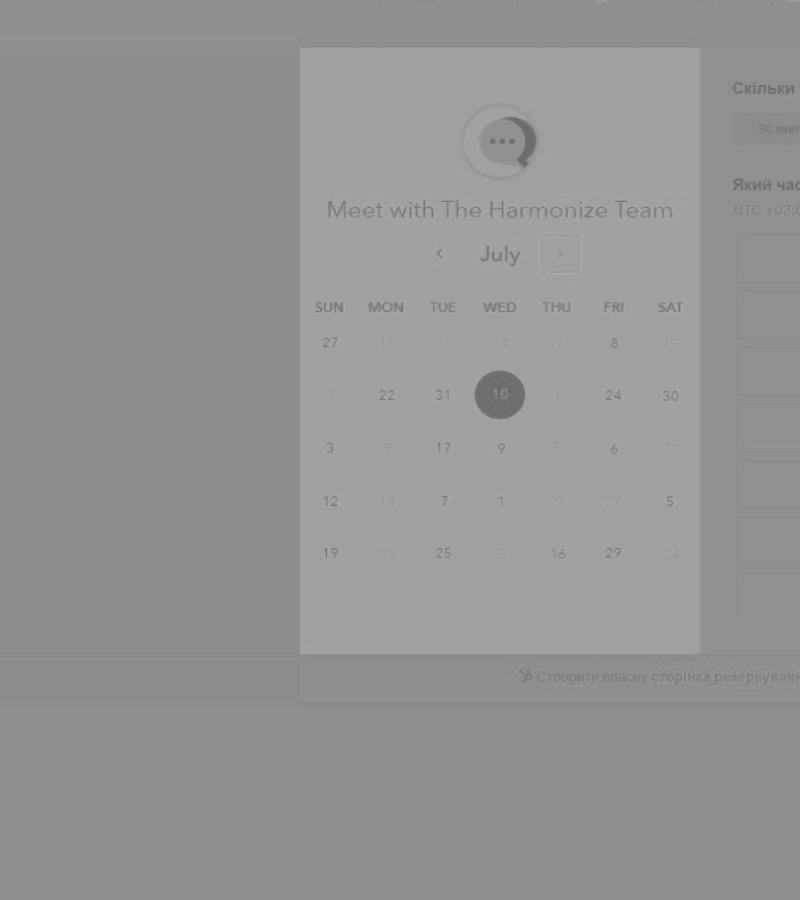 Скільки
30 хвил
Meet with The Harmonize Team
Який час
UTC +03:0
July
SUN MON TUE WED THU FRI SAT
27 11 15 14 26 8 19
7 22 31 10 1 24 30
3 9 17 9 5 6 30
12 18 7 1 27 27 5
19 29 25 3 16 29 24
Створити власну сторінка резервуванн